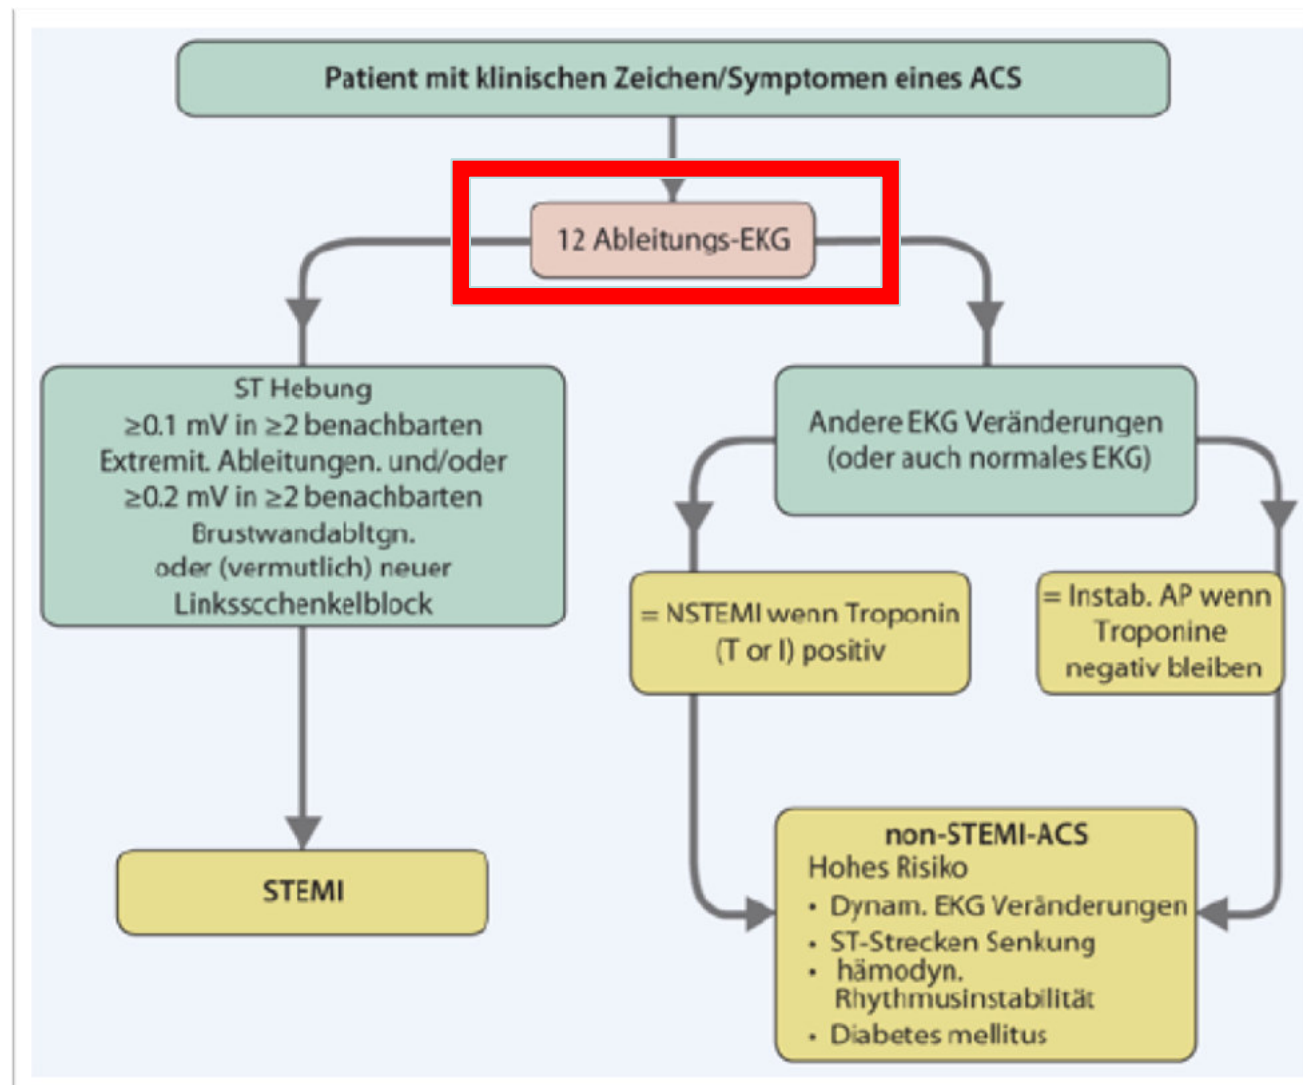 Patient mit klinischen Zeichen/Symptomen eines ACS
12 Ableitungs-EKG
ST Hebung
≥0.1 mV in ≥2 benachbarten
Extremit. Ableitungen. und/oder
≥0.2 mV in ≥2 benachbarten
Brustwandabltgn.
oder (vermutlich) neuer
Linksscchenkelblock
Andere EKG Veränderungen
(oder auch normales EKG)
= NSTEMI wenn Troponin
(T or I) positiv
= Instab. AP wenn
Troponine
negativ bleiben
STEMI
non-STEMI-ACS
Hohes Risiko
• Dynam. EKG Veränderungen
• ST-Strecken Senkung
• hämodyn.
Rhythmusinstabilität
• Diabetes mellitus